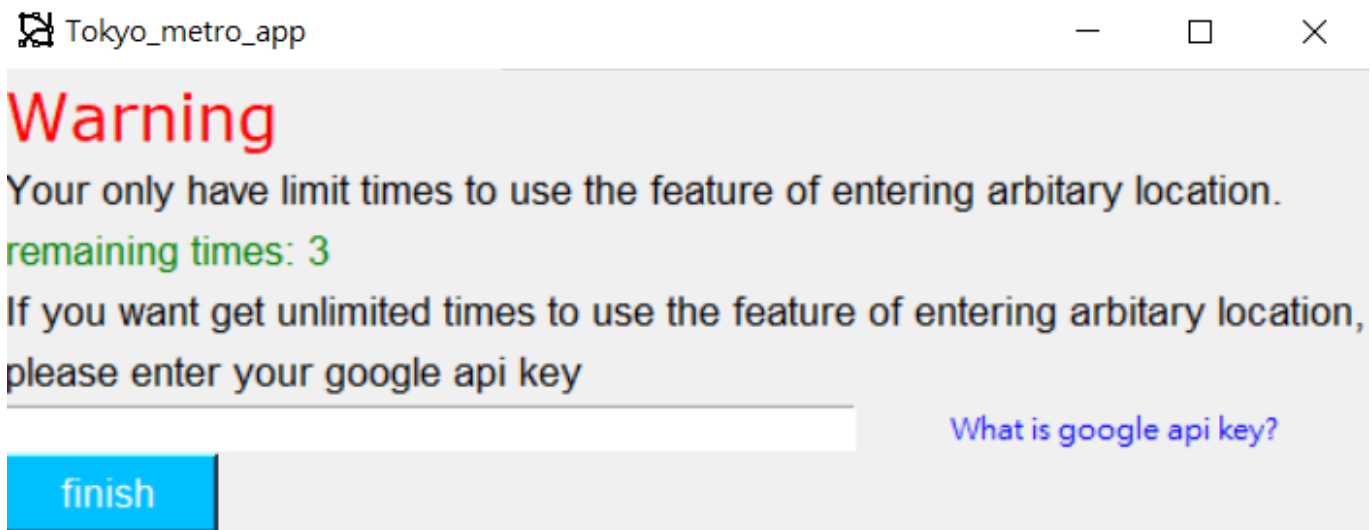 Tokyo_metro_app
Warning
Your only have limit times to use the feature of entering arbitary location.
remaining times: 3
If you want get unlimited times to use the feature of entering arbitary location,
please enter your google api key
What is google api key?
finish